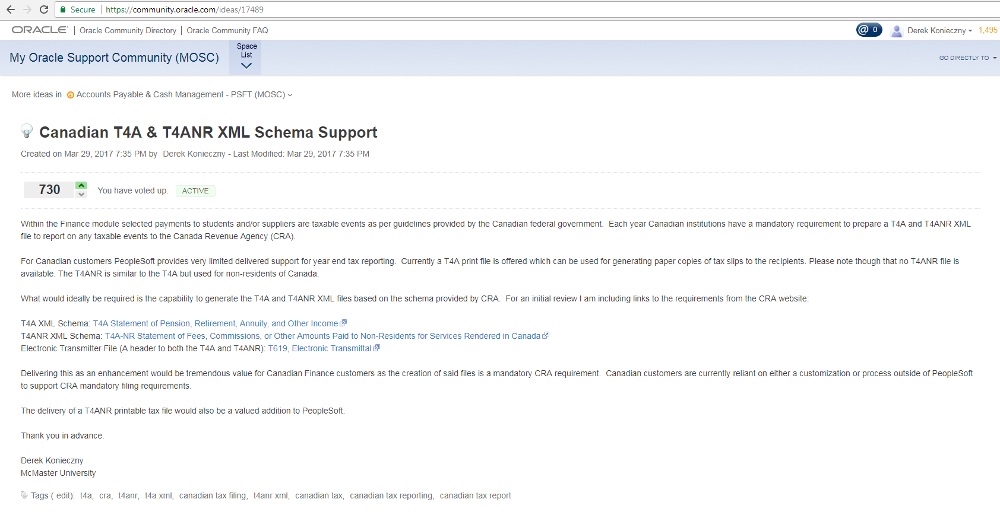 Secure https://community.oracle.com/ideas/17489
ORACLE | Oracle Community Directory | Oracle Community FAQ @ 0 Derek Konieczny 1,495
My Oracle Support Community (MOSC) Space List GO DIRECTLY TO
More ideas in Accounts Payable & Cash Management - PSFT (MOSC)
Canadian T4A & T4ANR XML Schema Support
Created on Mar 29, 2017 7:35 PM by Derek Konieczny - Last Modified: Mar 29, 2017 7:35 PM
730 You have voted up. ACTIVE
Within the Finance module selected payments to students and/or suppliers are taxable events as per guidelines provided by the Canadian federal government. Each year Canadian institutions have a mandatory requirement to prepare a T4A and T4ANR XML
file to report on any taxable events to the Canada Revenue Agency (CRA).
For Canadian customers PeopleSoft provides very limited delivered support for year end tax reporting. Currently a T4A print file is offered which can be used for generating paper copies of tax slips to the recipients. Please note though that no T4ANR file is
available. The T4ANR is similar to the T4A but used for non-residents of Canada.
What would ideally be required is the capability to generate the T4A and T4ANR XML files based on the schema provided by CRA. For an initial review I am including links to the requirements from the CRA website:
T4A XML Schema: T4A Statement of Pension, Retirement, Annuity, and Other Income
T4ANR XML Schema: T4A-NR Statement of Fees, Commissions, or Other Amounts Paid to Non-Residents for Services Rendered in Canada
Electronic Transmitter File (A header to both the T4A and T4ANR): T619, Electronic Transmittal
Delivering this as an enhancement would be tremendous value for Canadian Finance customers as the creation of said files is a mandatory CRA requirement. Canadian customers are currently reliant on either a customization or process outside of PeopleSoft
to support CRA mandatory filing requirements.
The delivery of a T4ANR printable tax file would also be a valued addition to PeopleSoft.
Thank you in advance.
Derek Konieczny
McMaster University
Tags ( edit): t4a, cra, t4anr, t4a xml, canadian tax filing, t4anr xml, canadian tax, canadian tax reporting, canadian tax report